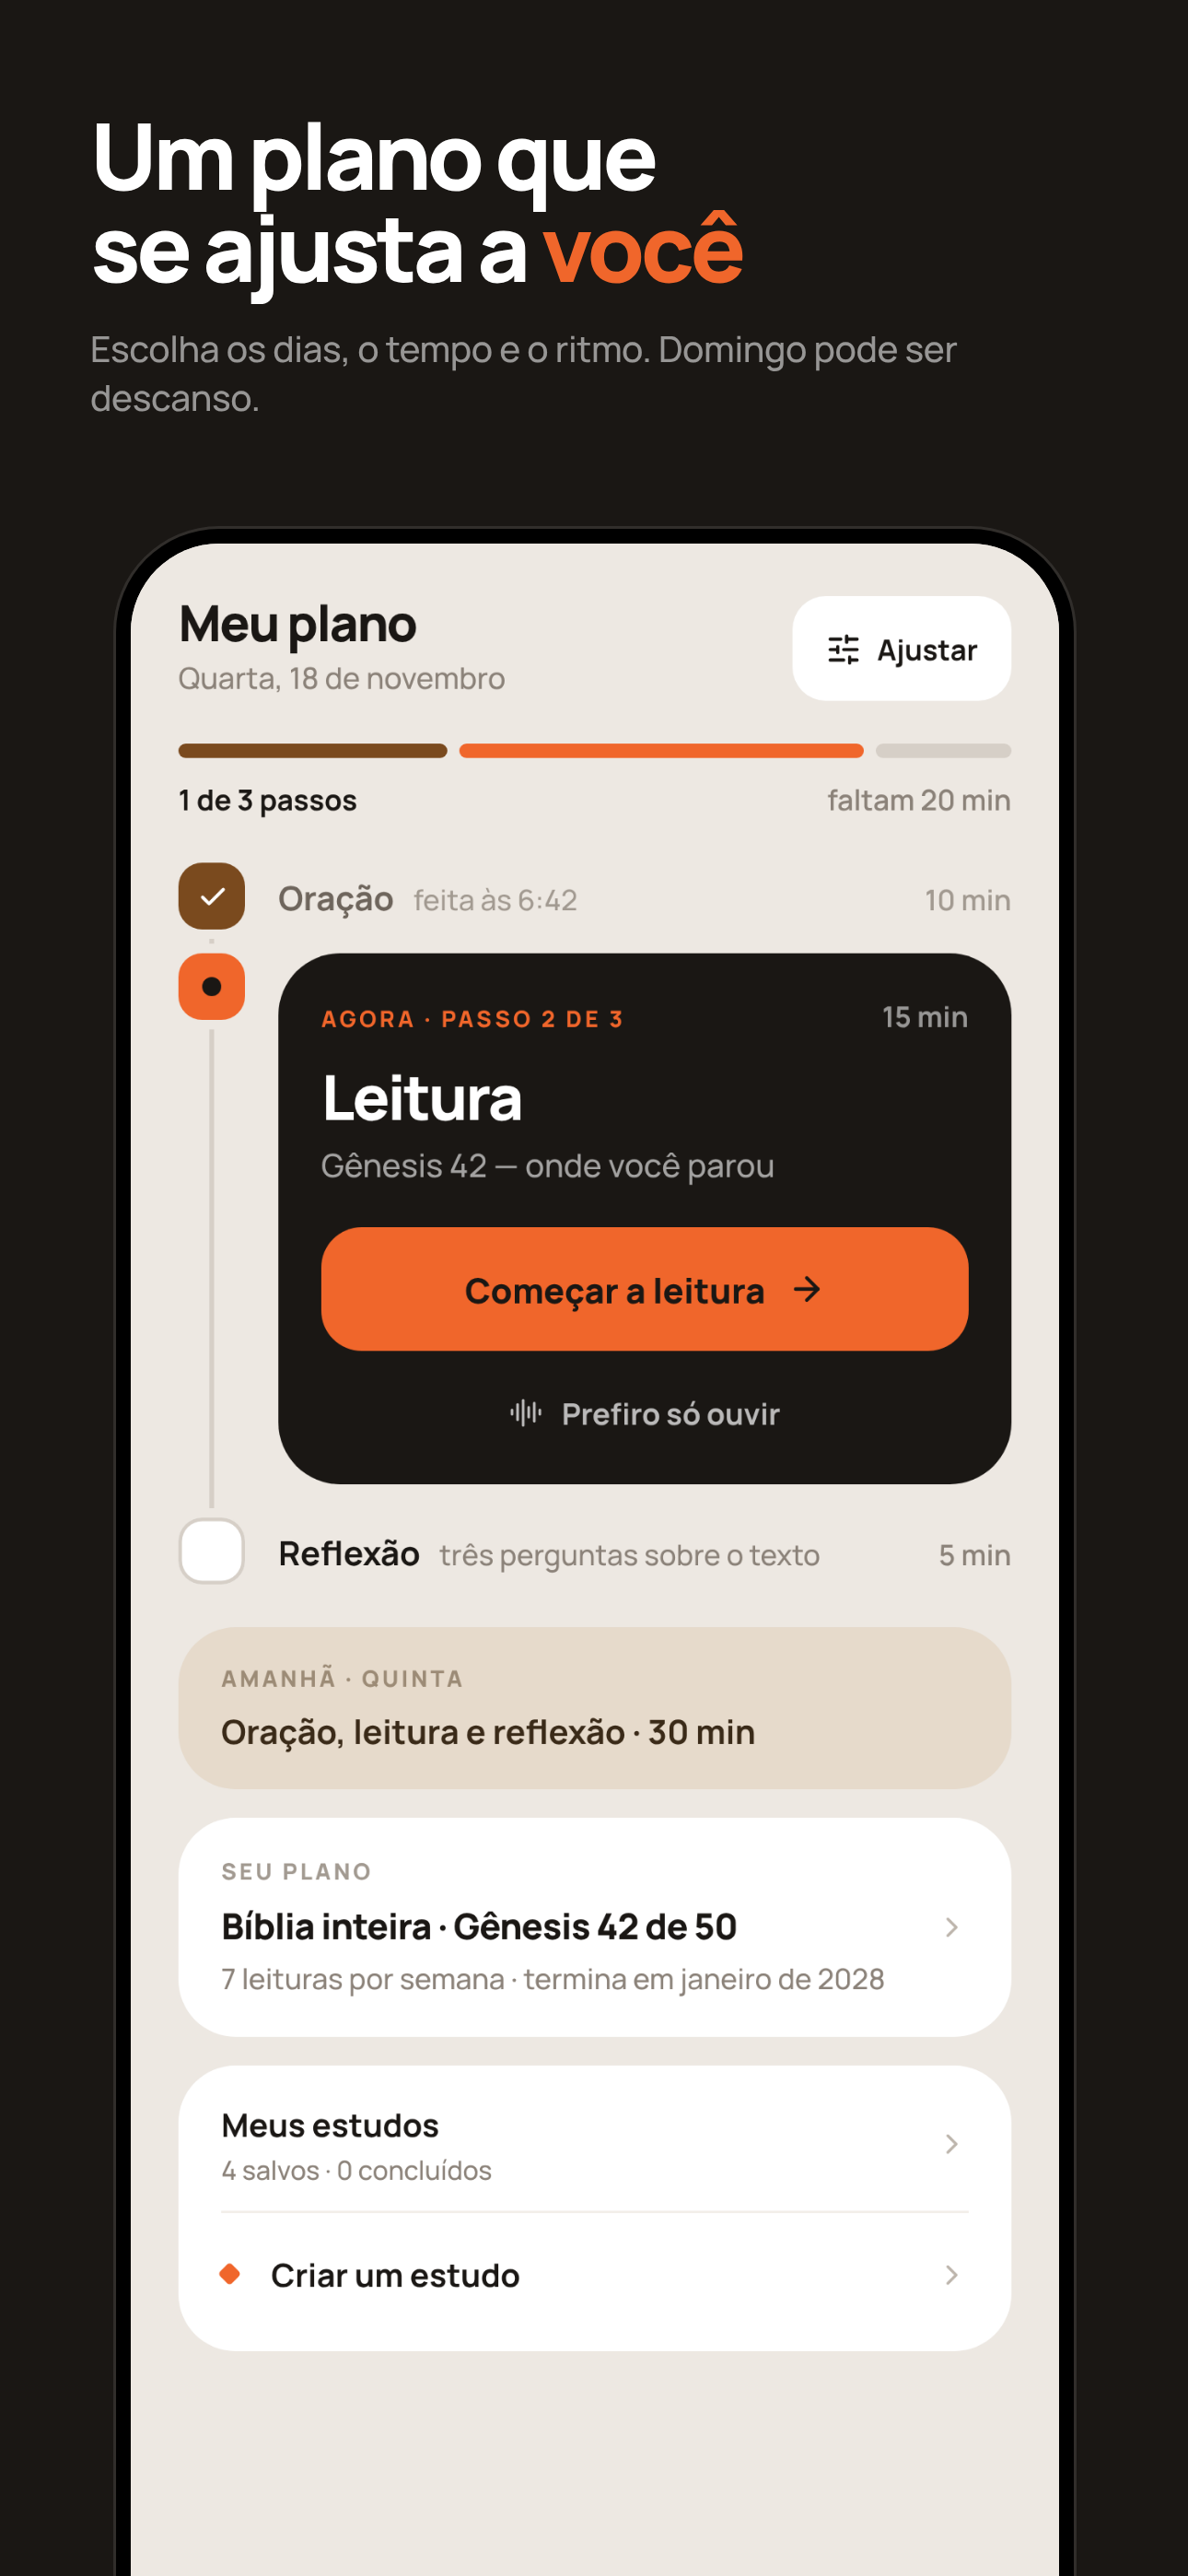 Um plano que
se ajusta a você
Escolha os dias, o tempo e o ritmo. Domingo pode ser
descanso.
Meu plano
Quarta, 18 de novembro
Ajustar
1 de 3 passos
faltam 20 min
Oração feita às 6:42 10 min
AGORA · PASSO 2 DE 3 15 min
Leitura
Gênesis 42 — onde você parou
Começar a leitura →
Prefiro só ouvir
Reflexão três perguntas sobre o texto 5 min
AMANHÃ · QUINTA
Oração, leitura e reflexão · 30 min
SEU PLANO
Bíblia inteira · Gênesis 42 de 50
7 leituras por semana · termina em janeiro de 2028
Meus estudos
4 salvos · 0 concluídos
Criar um estudo